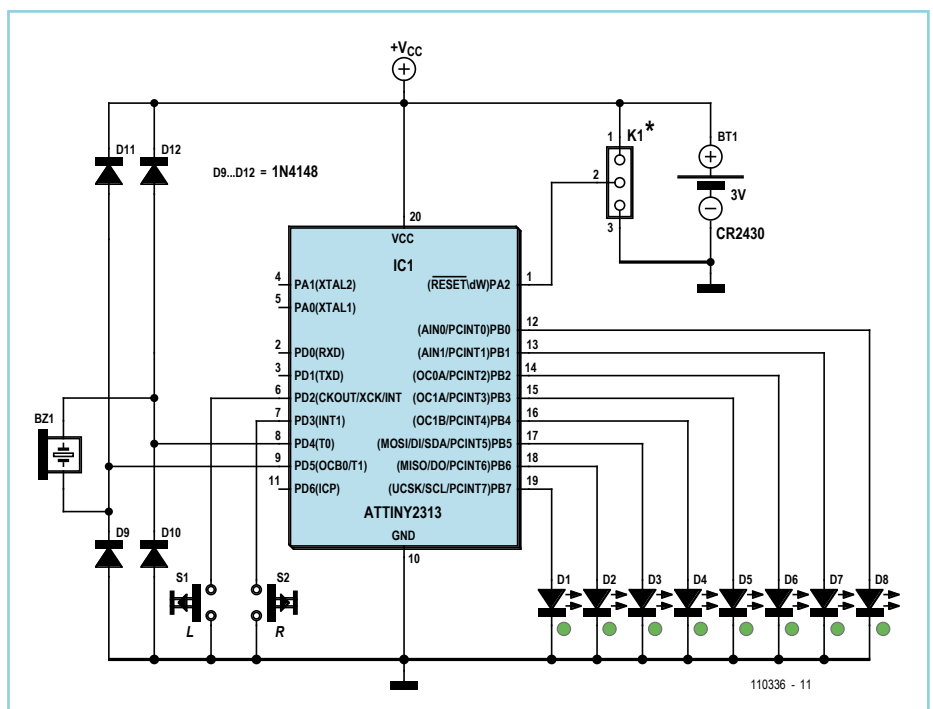 +VCC
D11
D12
D9...D12 = 1N4148
1
K1*
2
3
BT1
3V
CR2430
20
VCC
IC1
4
PA1(XTAL2)
(RESET\dW)PA2
1
5
PA0(XTAL1)
(AIN0/PCINT0)PB0
12
2
PD0(RXD)
(AIN1/PCINT1)PB1
13
3
PD1(TXD)
(OC0A/PCINT2)PB2
14
6
PD2(CKOUT/XCK/INT
(OC1A/PCINT3)PB3
15
7
PD3(INT1)
(OC1B/PCINT4)PB4
16
8
PD4(T0)
(MOSI/DI/SDA/PCINT5)PB5
17
9
PD5(OCB0/T1)
(MISO/DO/PCINT6)PB6
18
11
PD6(ICP)
(UCSK/SCL/PCINT7)PB7
19
ATTINY2313
GND
10
BZ1
D9
D10
S1
L
S2
R
D1
D2
D3
D4
D5
D6
D7
D8
110336 - 11